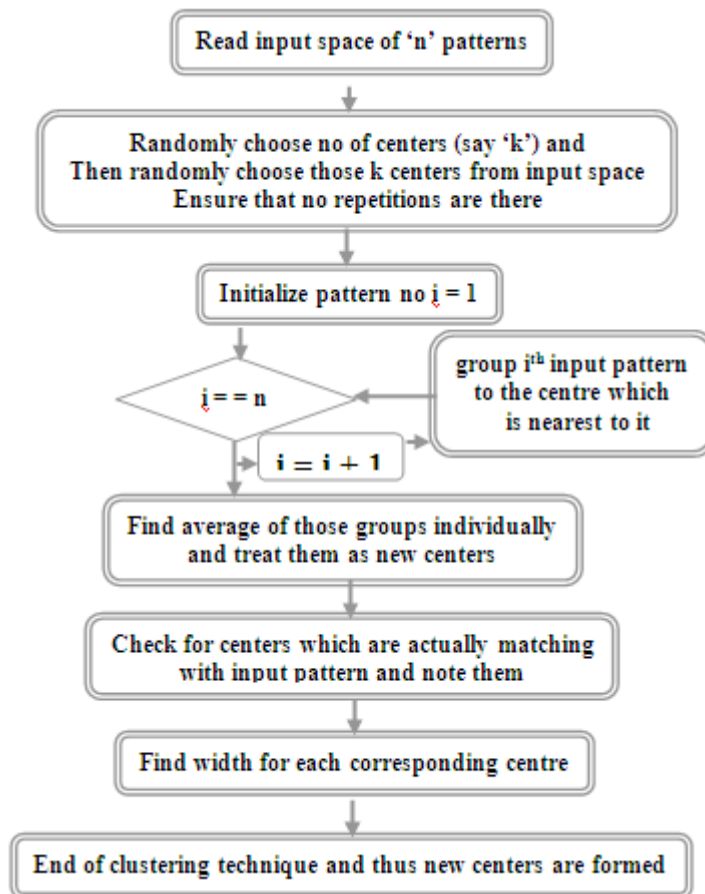 Read input space of ‘n’ patterns
Randomly choose no of centers (say ‘k’) and
Then randomly choose those k centers from input space
Ensure that no repetitions are there
Initialize pattern no i = 1
i = = n
group iᵗʰ input pattern
to the centre which
is nearest to it
i = i + 1
Find average of those groups individually
and treat them as new centers
Check for centers which are actually matching
with input pattern and note them
Find width for each corresponding centre
End of clustering technique and thus new centers are formed